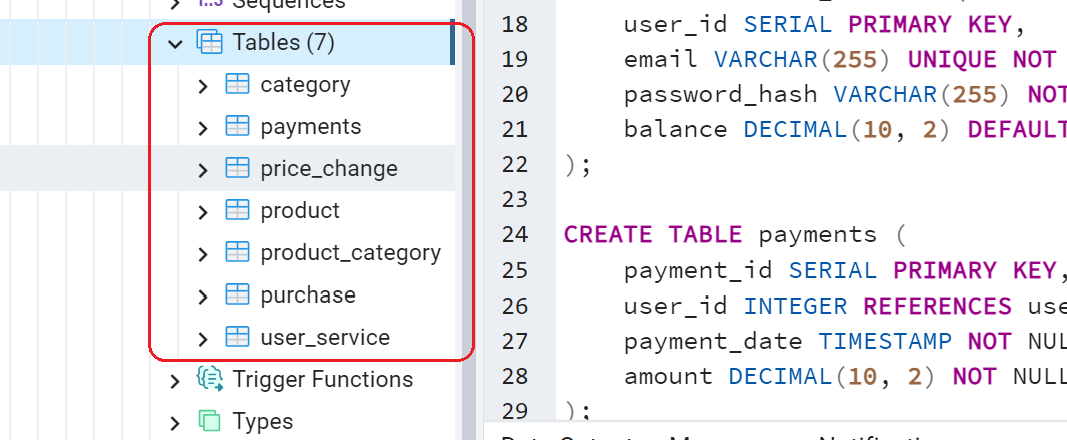 Sequences
Tables (7)
category
payments
price_change
product
product_category
purchase
user_service
Trigger Functions
Types
18
19
20
21
22
23
24
25
26
27
28
29
user_id SERIAL PRIMARY KEY,
email VARCHAR(255) UNIQUE NOT
password_hash VARCHAR(255) NOT
balance DECIMAL(10, 2) DEFAULT
);
CREATE TABLE payments (
payment_id SERIAL PRIMARY KEY,
user_id INTEGER REFERENCES use
payment_date TIMESTAMP NOT NUL
amount DECIMAL(10, 2) NOT NULL
);